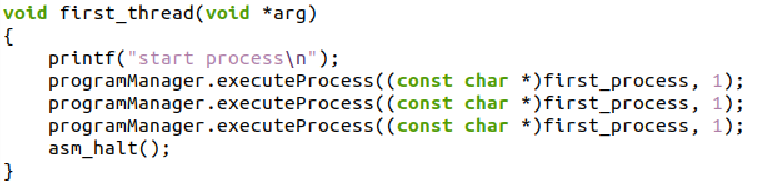 void first_thread(void *arg)
{
    printf("start process\n");
    programManager.executeProcess((const char *)first_process, 1);
    programManager.executeProcess((const char *)first_process, 1);
    programManager.executeProcess((const char *)first_process, 1);
    asm_halt();
}